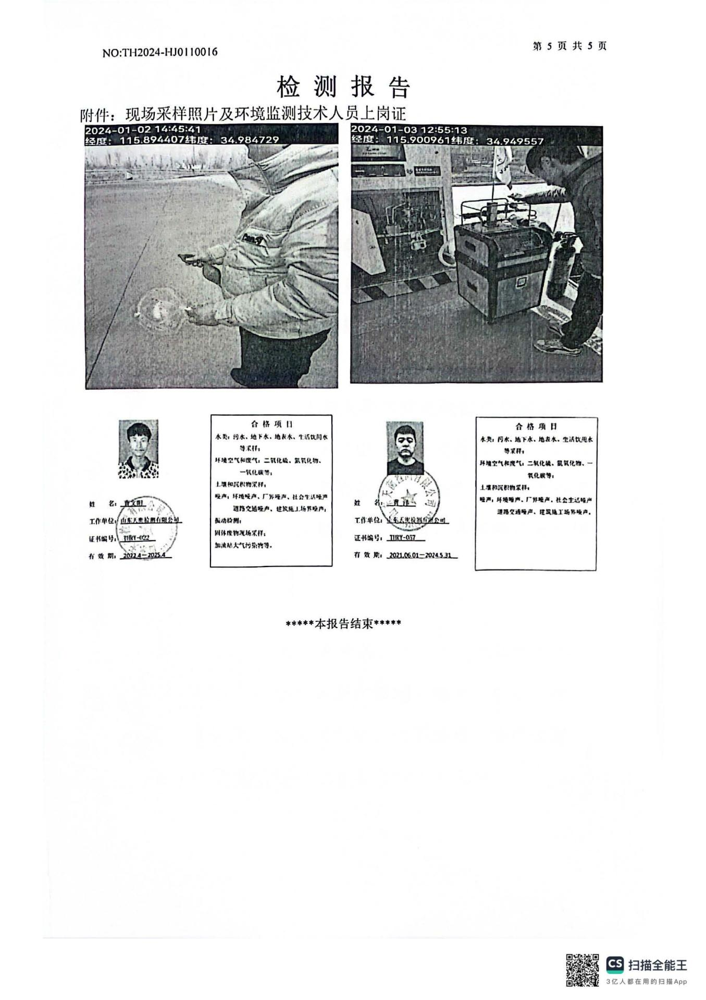 NO:TH2024-HJ0110016
第 5 页 共 5 页
检 测 报 告
附件：现场采样照片及环境监测技术人员上岗证
2024-01-02 14:45:41
经度：115.894407纬度：34.984729
2024-01-03 12:55:13
经度：115.900961纬度：34.949557
合 格 项 目
水类：污水、地下水、地表水、生活饮用水
等采样；
环境空气和废气：二氧化硫、氮氧化物、
一氧化碳等；
土壤和沉积物采样；
噪声：环境噪声、厂界噪声、社会生活噪声
道路交通噪声、建筑施工场界噪声；
振动检测；
固体废物现场采样；
加油站大气污染物等。
姓 名：
工作单位：山东天衡检测有限公司
证书编号：THRY-022
有 效 期：2022.4—2025.4
合 格 项 目
水类：污水、地下水、地表水、生活饮用水
等采样；
环境空气和废气：二氧化硫、氮氧化物、一
氧化碳等；
土壤和沉积物采样；
噪声：环境噪声、厂界噪声、社会生活噪声
道路交通噪声、建筑施工场界噪声。
姓 名：
工作单位：山东天衡检测有限公司
证书编号：THRY-057
有 效 期：2021.06.01—2024.5.31
*****本报告结束*****
CS 扫描全能王
3亿人都在用的扫描App